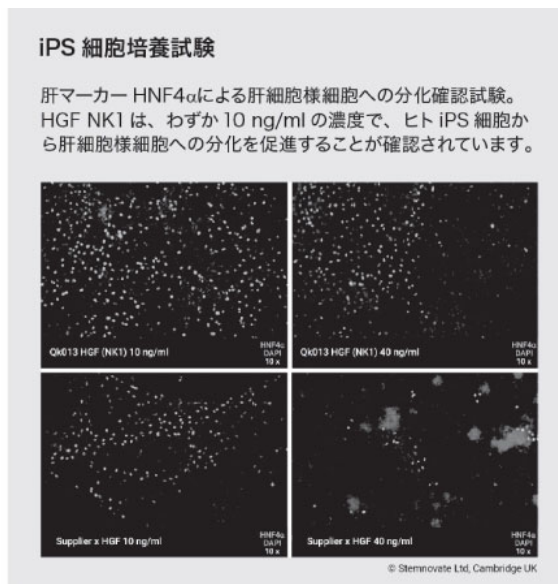 iPS 細胞培養試験
肝マーカー HNF4αによる肝細胞様細胞への分化確認試験。
HGF NK1 は、わずか 10 ng/ml の濃度で、ヒト iPS 細胞か
ら肝細胞様細胞への分化を促進することが確認されています。
Qk013 HGF (NK1) 10 ng/ml
HNF4α
DAPI
10 x
Qk013 HGF (NK1) 40 ng/ml
HNF4α
DAPI
10 x
Supplier x HGF 10 ng/ml
HNF4α
DAPI
10 x
Supplier x HGF 40 ng/ml
HNF4α
DAPI
10 x
© Stemnovate Ltd, Cambridge UK